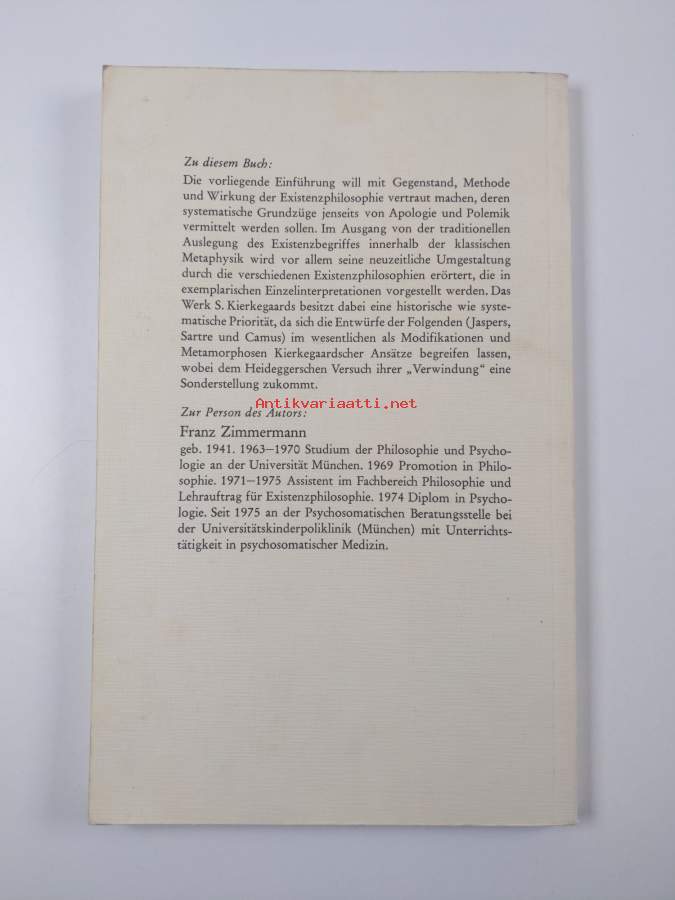 Zu diesem Buch:
Die vorliegende Einführung will mit Gegenstand, Methode
und Wirkung der Existenzphilosophie vertraut machen, deren
systematische Grundzüge jenseits von Apologie und Polemik
vermittelt werden sollen. Im Ausgang von der traditionellen
Auslegung des Existenzbegriffes innerhalb der klassischen
Metaphysik wird vor allem seine neuzeitliche Umgestaltung
durch die verschiedenen Existenzphilosophien erörtert, die in
exemplarischen Einzelinterpretationen vorgestellt werden. Das
Werk S. Kierkegaards besitzt dabei eine historische wie syste-
matische Priorität, da sich die Entwürfe der Folgenden (Jaspers,
Sartre und Camus) im wesentlichen als Modifikationen und
Metamorphosen Kierkegaardscher Ansätze begreifen lassen,
wobei dem Heideggerschen Versuch ihrer „Verwindung“ eine
Sonderstellung zukommt.
Antikvariaatti.net
Zur Person des Autors:
Franz Zimmermann
geb. 1941. 1963—1970 Studium der Philosophie und Psycho-
logie an der Universität München. 1969 Promotion in Philo-
sophie. 1971—1975 Assistent im Fachbereich Philosophie und
Lehrauftrag für Existenzphilosophie. 1974 Diplom in Psycho-
logie. Seit 1975 an der Psychosomatischen Beratungsstelle bei
der Universitätskinderpoliklinik (München) mit Unterrichts-
tätigkeit in psychosomatischer Medizin.